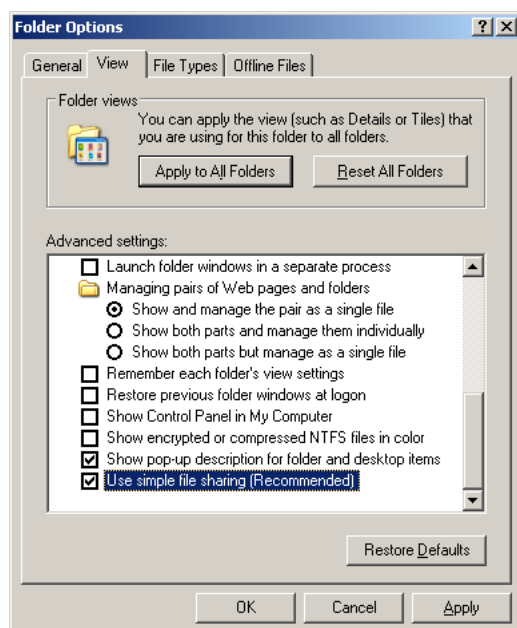 Folder Options
? X
General View File Types Offline Files
Folder views
You can apply the view (such as Details or Tiles) that
you are using for this folder to all folders.
Apply to All Folders Reset All Folders
Advanced settings:
Launch folder windows in a separate process
Managing pairs of Web pages and folders
Show and manage the pair as a single file
Show both parts and manage them individually
Show both parts but manage as a single file
Remember each folder's view settings
Restore previous folder windows at logon
Show Control Panel in My Computer
Show encrypted or compressed NTFS files in color
Show pop-up description for folder and desktop items
Use simple file sharing (Recommended)
Restore Defaults
OK Cancel Apply